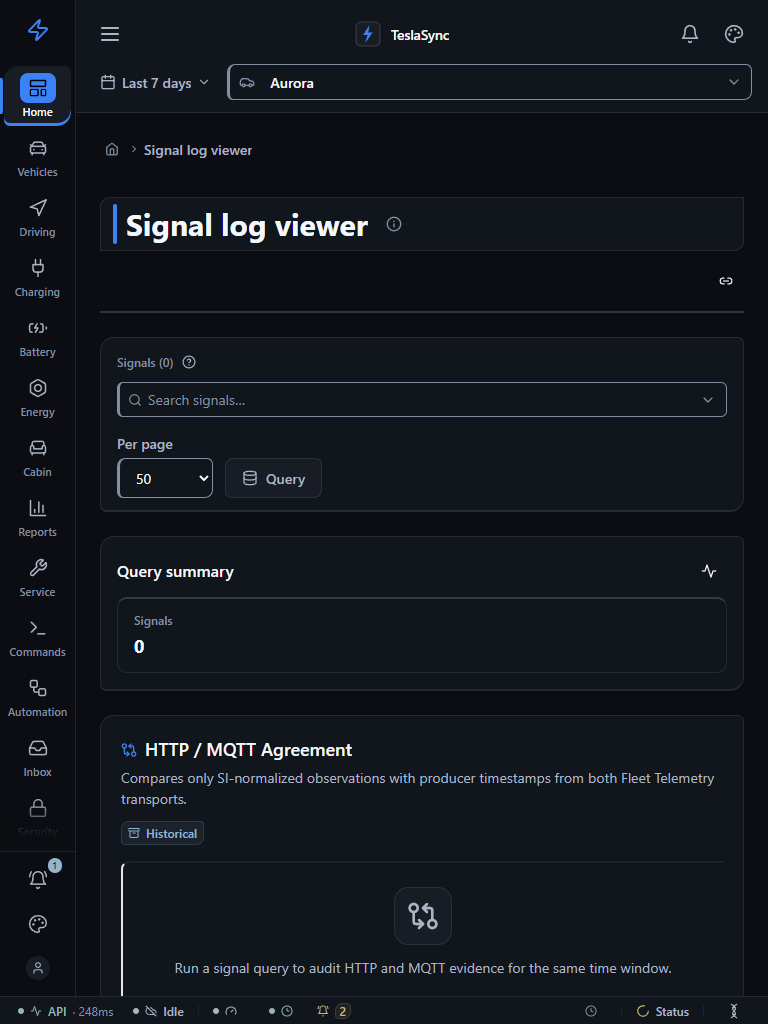 TeslaSync
Last 7 days
Aurora
Home
Vehicles
Driving
Charging
Battery
Energy
Cabin
Reports
Service
Commands
Automation
Inbox
Security
1
Signal log viewer
Signal log viewer
Signals (0)
Search signals...
Per page
50
Query
Query summary
Signals
0
HTTP / MQTT Agreement
Compares only SI-normalized observations with producer timestamps from both Fleet Telemetry
transports.
Historical
Run a signal query to audit HTTP and MQTT evidence for the same time window.
API · 248ms
Idle
2
Status